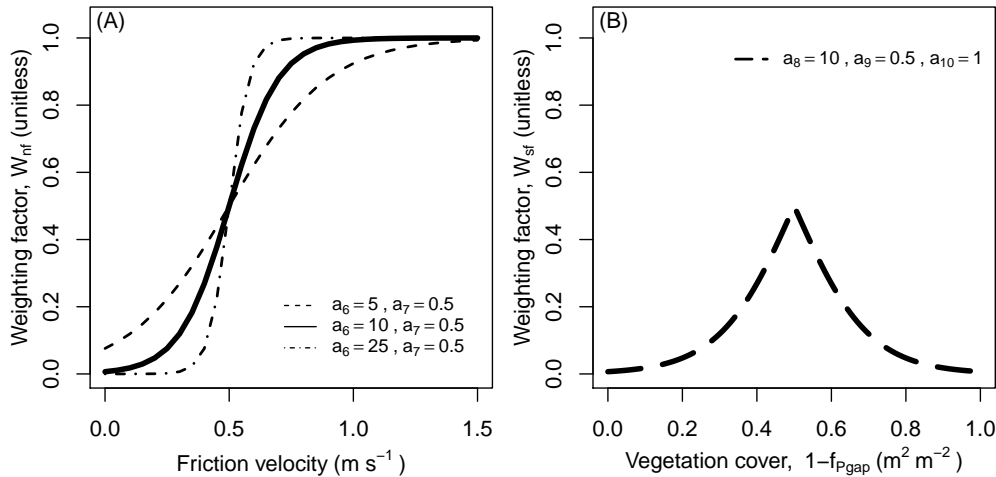 (A)
Weighting factor, Wnf (unitless)
1.0
0.8
0.6
0.4
0.2
0.0
a6 = 5 , a7 = 0.5
a6 = 10 , a7 = 0.5
a6 = 25 , a7 = 0.5
0.0 0.5 1.0 1.5
Friction velocity (m s−1 )
(B)
Weighting factor, Wsf (unitless)
1.0
0.8
0.6
0.4
0.2
0.0
a8 = 10 , a9 = 0.5 , a10 = 1
0.0 0.2 0.4 0.6 0.8 1.0
Vegetation cover, 1−fPgap (m2 m−2)